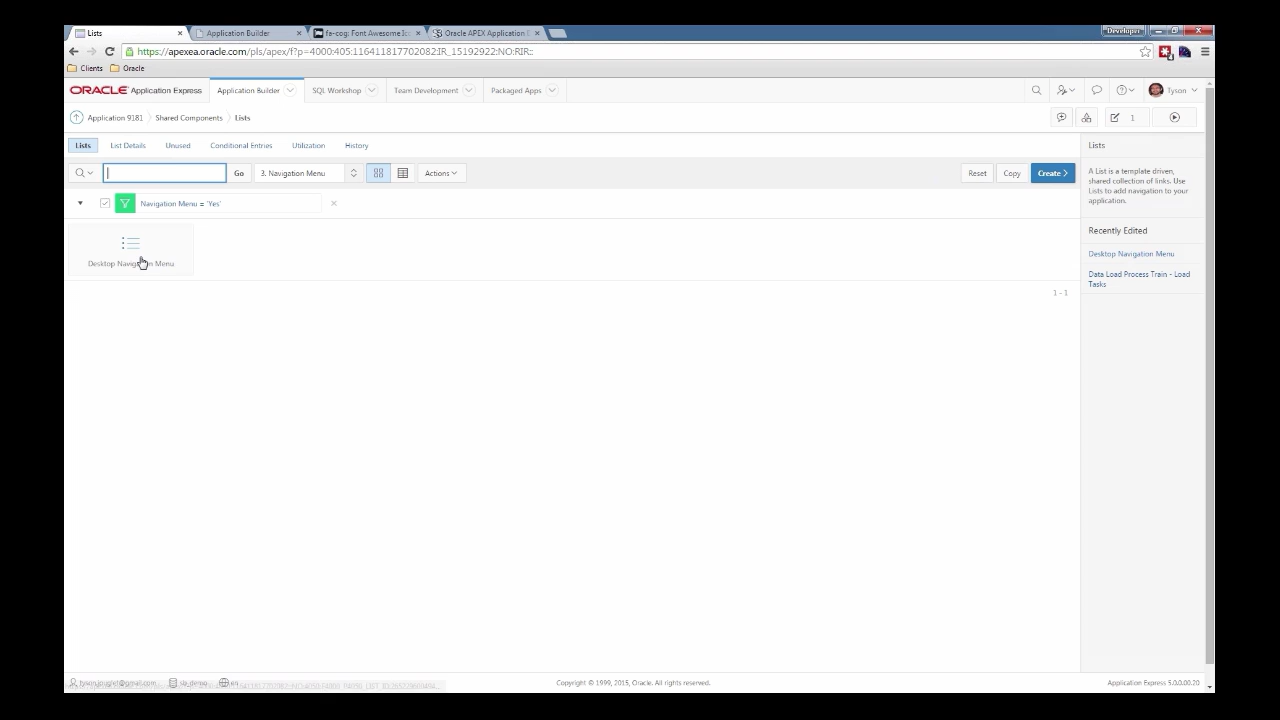 Lists
Application Builder
fa-cog: Font Awesome Ic
Oracle APEX Application D
Developer
https://apexea.oracle.com/pls/apex/f?p=4000:405:116411817702082:IR_15192922:NO:RIR::
Clients
Oracle
ORACLE Application Express
Application Builder
SQL Workshop
Team Development
Packaged Apps
Tyson
Application 9181
Shared Components
Lists
1
Lists
List Details
Unused
Conditional Entries
Utilization
History
Go
3. Navigation Menu
Actions
Reset
Copy
Create
Navigation Menu = 'Yes'
Desktop Navigation Menu
1 - 1
Lists
A List is a template driven,
shared collection of links. Use
Lists to add navigation to your
application.
Recently Edited
Desktop Navigation Menu
Data Load Process Train - Load
Tasks
en
Copyright © 1999, 2015, Oracle. All rights reserved.
Application Express 5.0.0.00.20